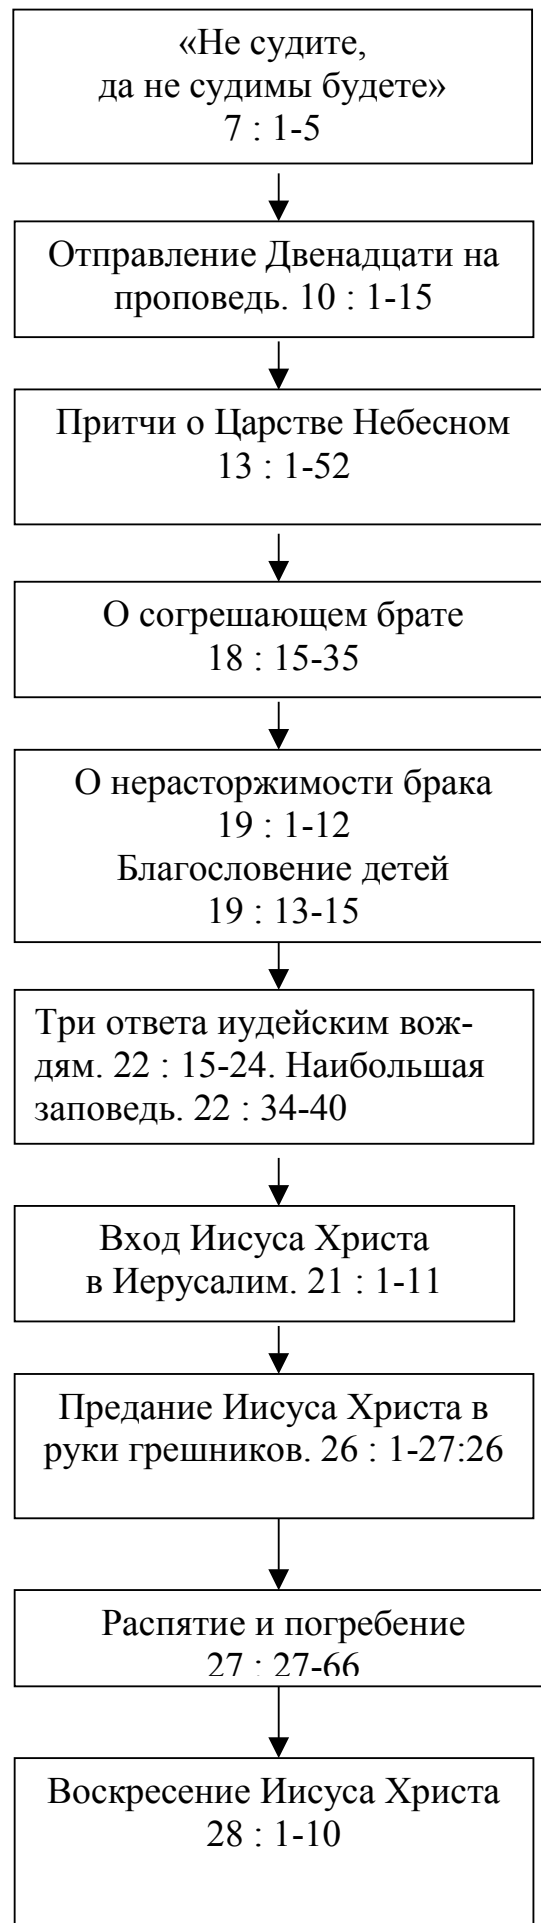 «Не судите,
да не судимы будете»
7 : 1-5
Отправление Двенадцати на
проповедь. 10 : 1-15
Притчи о Царстве Небесном
13 : 1-52
О согрешающем брате
18 : 15-35
О нерасторжимости брака
19 : 1-12
Благословение детей
19 : 13-15
Три ответа иудейским вож-
дям. 22 : 15-24. Наибольшая
заповедь. 22 : 34-40
Вход Иисуса Христа
в Иерусалим. 21 : 1-11
Предание Иисуса Христа в
руки грешников. 26 : 1-27:26
Распятие и погребение
27 : 27-66
Воскресение Иисуса Христа
28 : 1-10